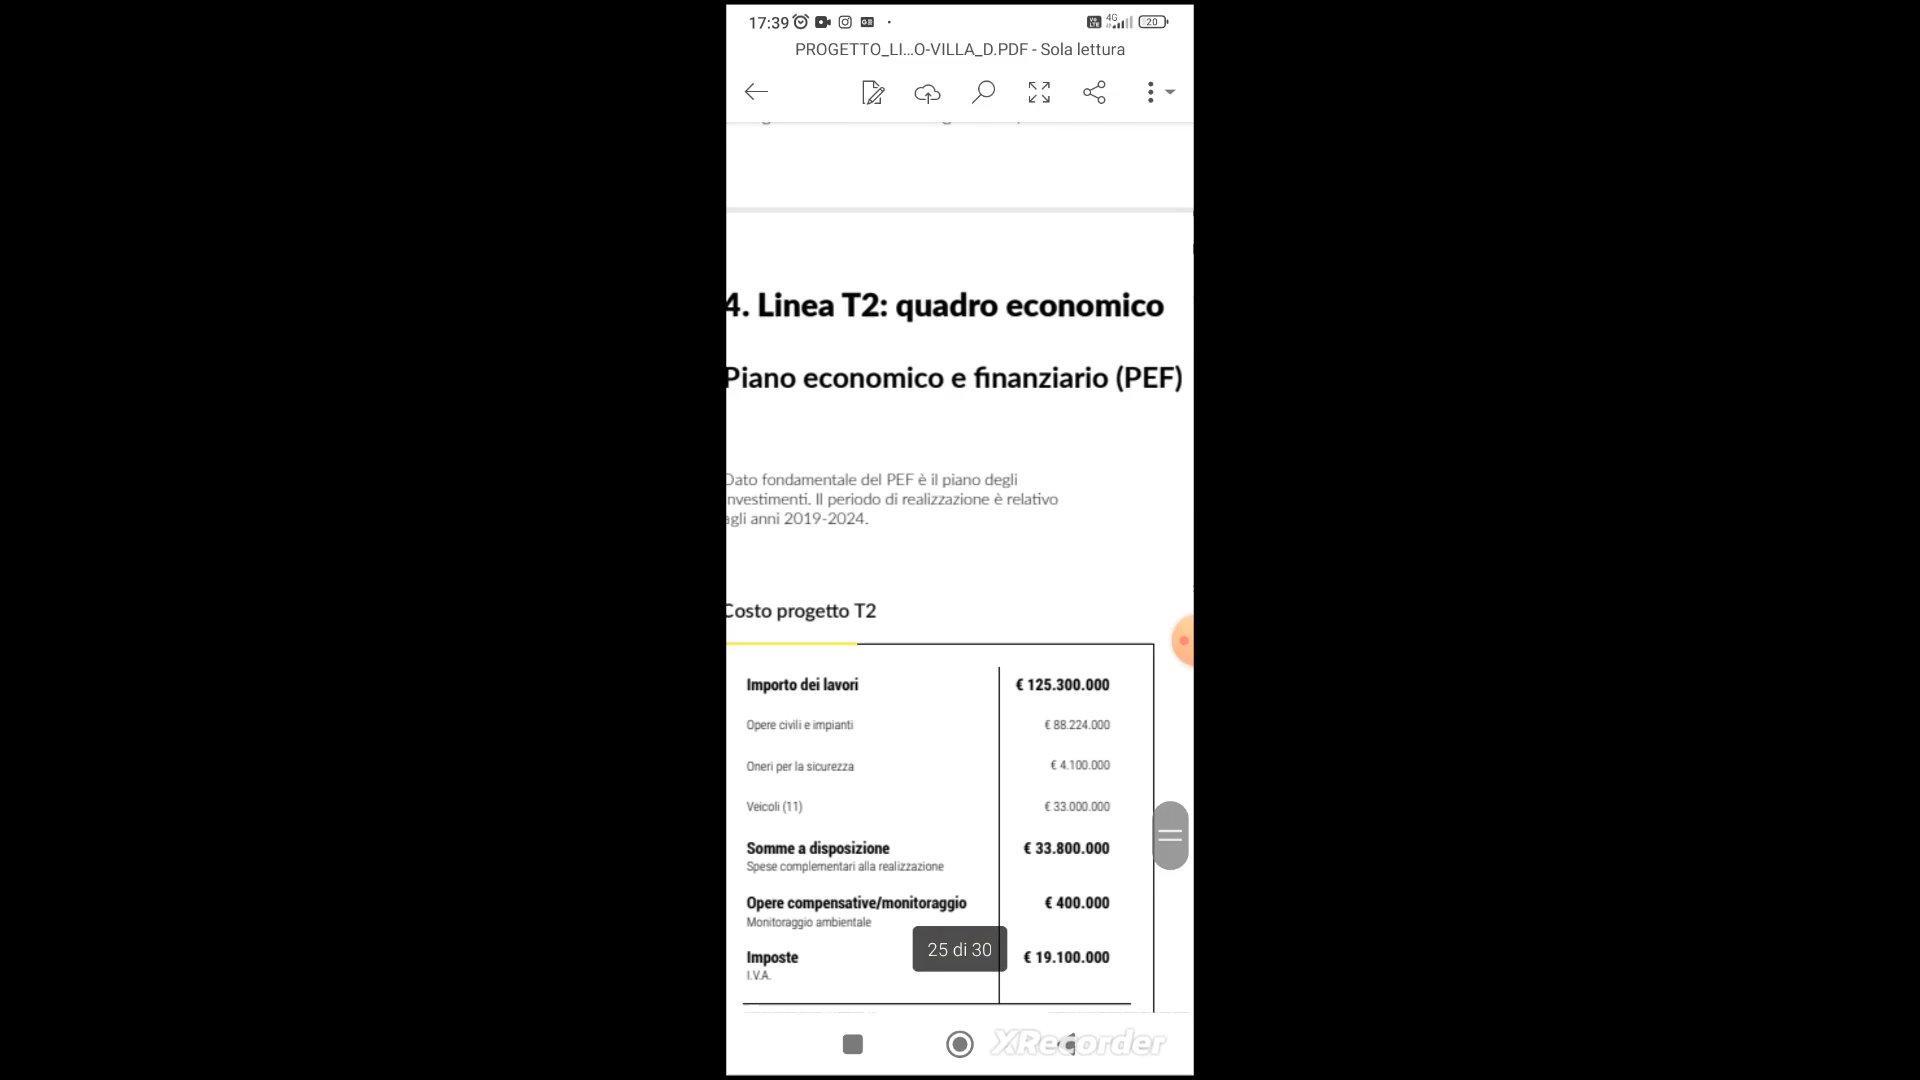 17:39
4G
20
PROGETTO_LI...O-VILLA_D.PDF - Sola lettura
4. Linea T2: quadro economico
Piano economico e finanziario (PEF)
Dato fondamentale del PEF è il piano degli
nvestimenti. Il periodo di realizzazione è relativo
agli anni 2019-2024.
Costo progetto T2
Importo dei lavori € 125.300.000
Opere civili e impianti € 88.224.000
Oneri per la sicurezza € 4.100.000
Veicoli (11) € 33.000.000
Somme a disposizione € 33.800.000
Spese complementari alla realizzazione
Opere compensative/monitoraggio € 400.000
Monitoraggio ambientale
25 di 30
Imposte € 19.100.000
I.V.A.
XRecorder